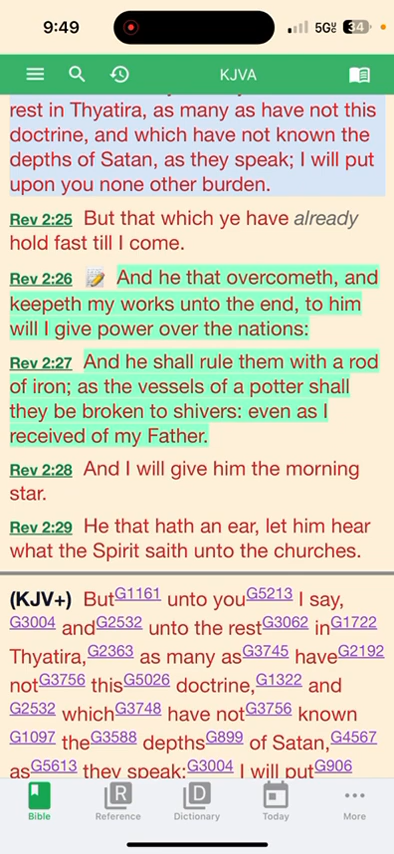 9:49
5G
34
KJVA
rest in Thyatira, as many as have not this
doctrine, and which have not known the
depths of Satan, as they speak; I will put
upon you none other burden.
Rev 2:25 But that which ye have already
hold fast till I come.
Rev 2:26 And he that overcometh, and
keepeth my works unto the end, to him
will I give power over the nations:
Rev 2:27 And he shall rule them with a rod
of iron; as the vessels of a potter shall
they be broken to shivers: even as I
received of my Father.
Rev 2:28 And I will give him the morning
star.
Rev 2:29 He that hath an ear, let him hear
what the Spirit saith unto the churches.
(KJV+) ButG1161 unto youG5213 I say,
G3004 andG2532 unto the restG3062 inG1722
Thyatira,G2363 as many asG3745 haveG2192
notG3756 thisG5026 doctrine,G1322 and
G2532 whichG3748 have notG3756 known
G1097 theG3588 depthsG899 of Satan,G4567
asG5613 they speak;G3004 I will putG906
R
D
Bible Reference Dictionary Today More